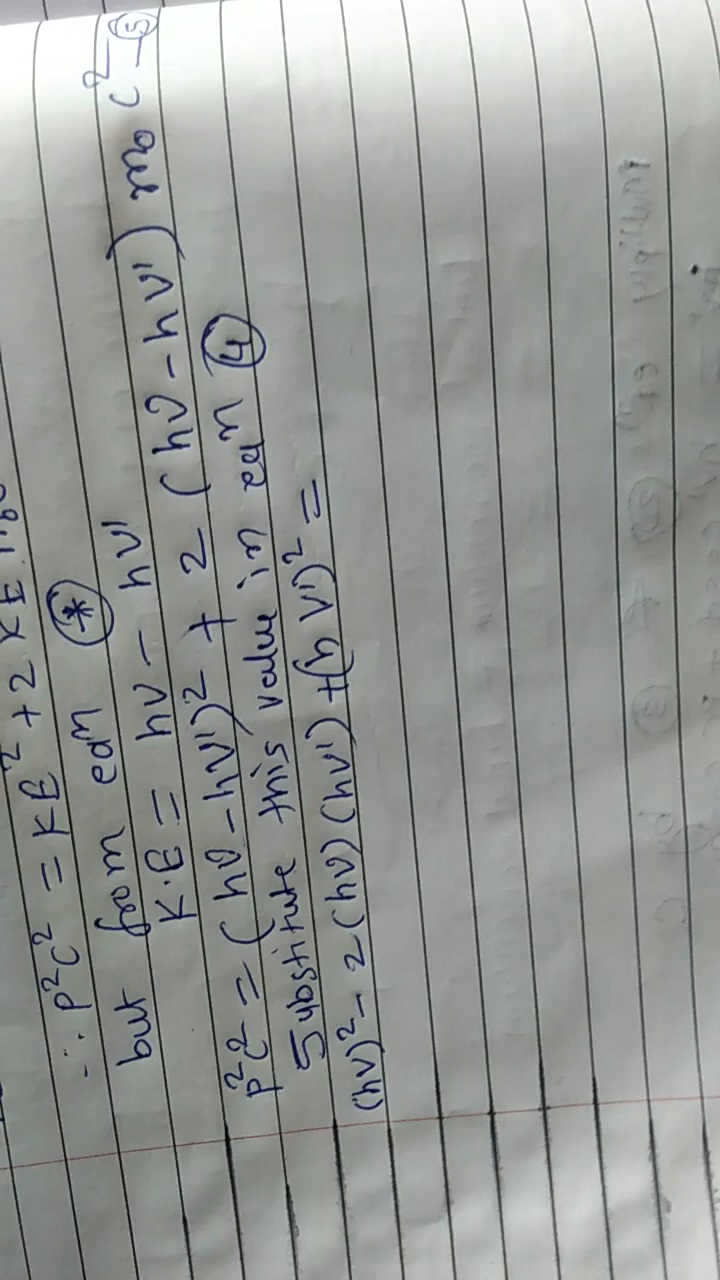 ∴ P²C² = KE² + 2 KE
but from eqn (*)
K.E = hν - hν'
P²C² = (hν - hν')² + 2 (hν - hν') m₀ C² - (5)
Substitute this value in eqn (4)
(hν)² - 2(hν)(hν') + (hν')² =